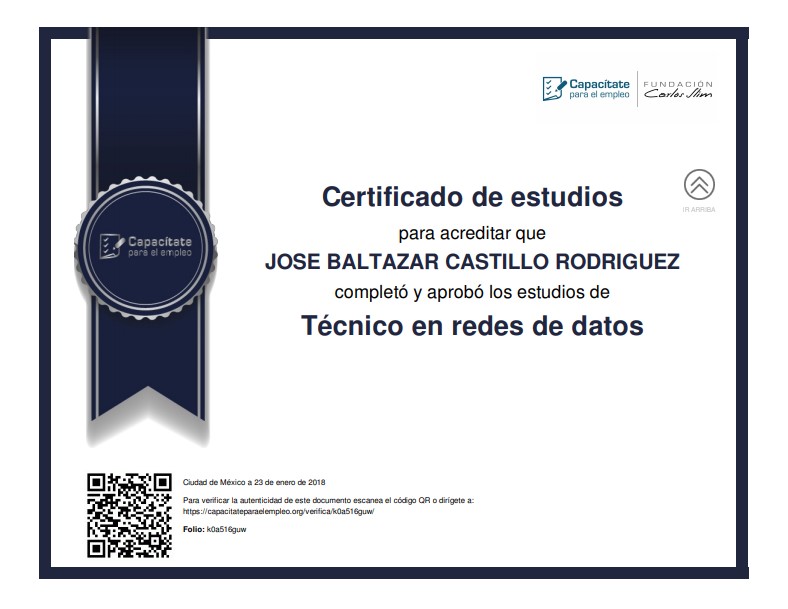 Capacítate
para el empleo
FUNDACIÓN
Carlos Slim
Certificado de estudios
IR ARRIBA
para acreditar que
JOSE BALTAZAR CASTILLO RODRIGUEZ
Capacítate
para el empleo
completó y aprobó los estudios de
Técnico en redes de datos
Ciudad de México a 23 de enero de 2018
Para verificar la autenticidad de este documento escanea el código QR o dirígete a:
https://capacitateparaelempleo.org/verifica/k0a516guw/
Folio: k0a516guw